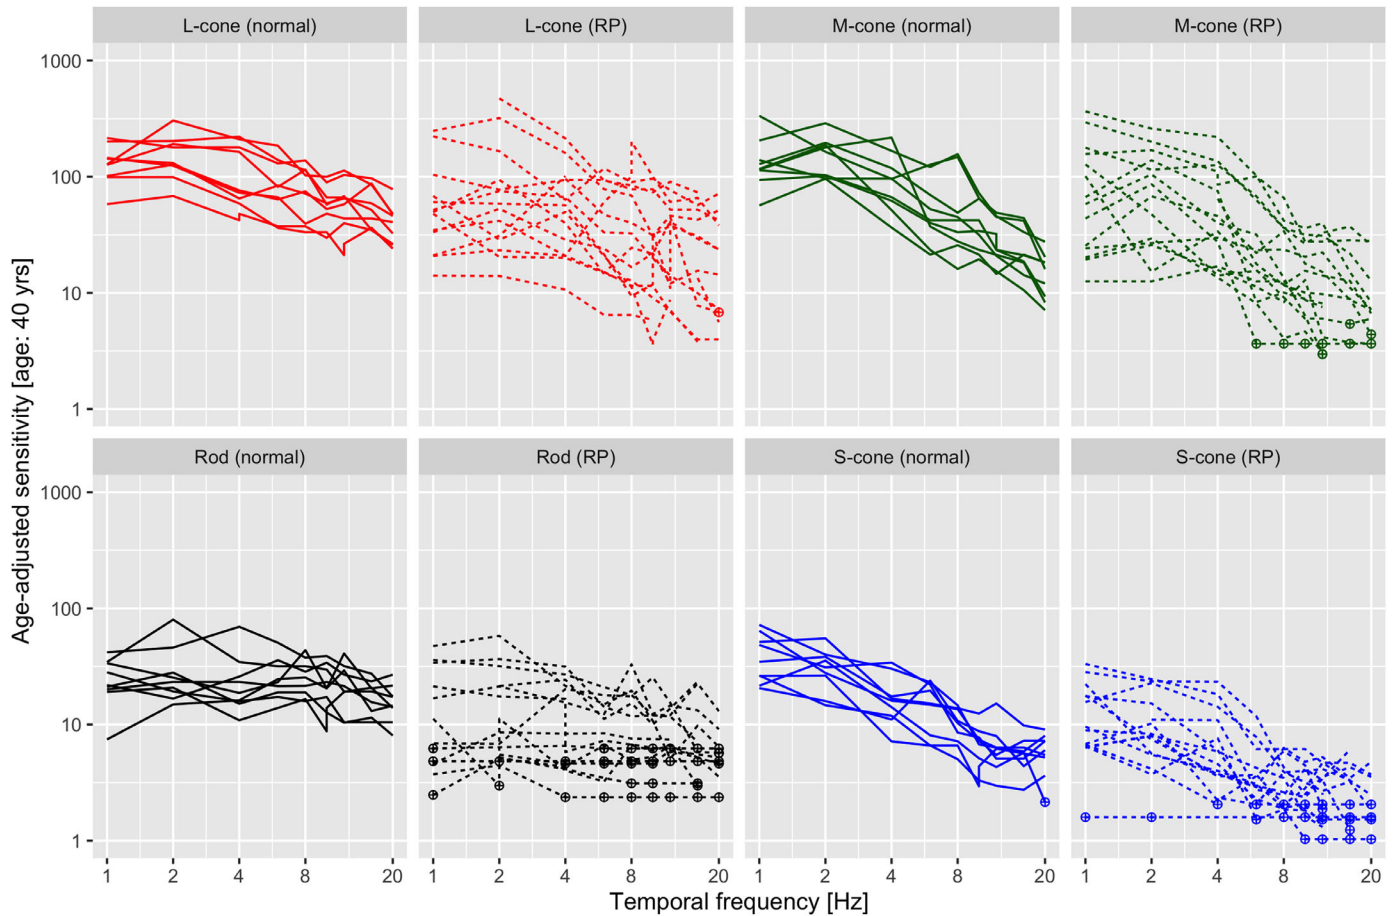 L-cone (normal)
L-cone (RP)
M-cone (normal)
M-cone (RP)
1000
100
10
1
Age-adjusted sensitivity [age: 40 yrs]
Rod (normal)
Rod (RP)
S-cone (normal)
S-cone (RP)
1000
100
10
1
1 2 4 8 20
1 2 4 8 20
1 2 4 8 20
1 2 4 8 20
Temporal frequency [Hz]